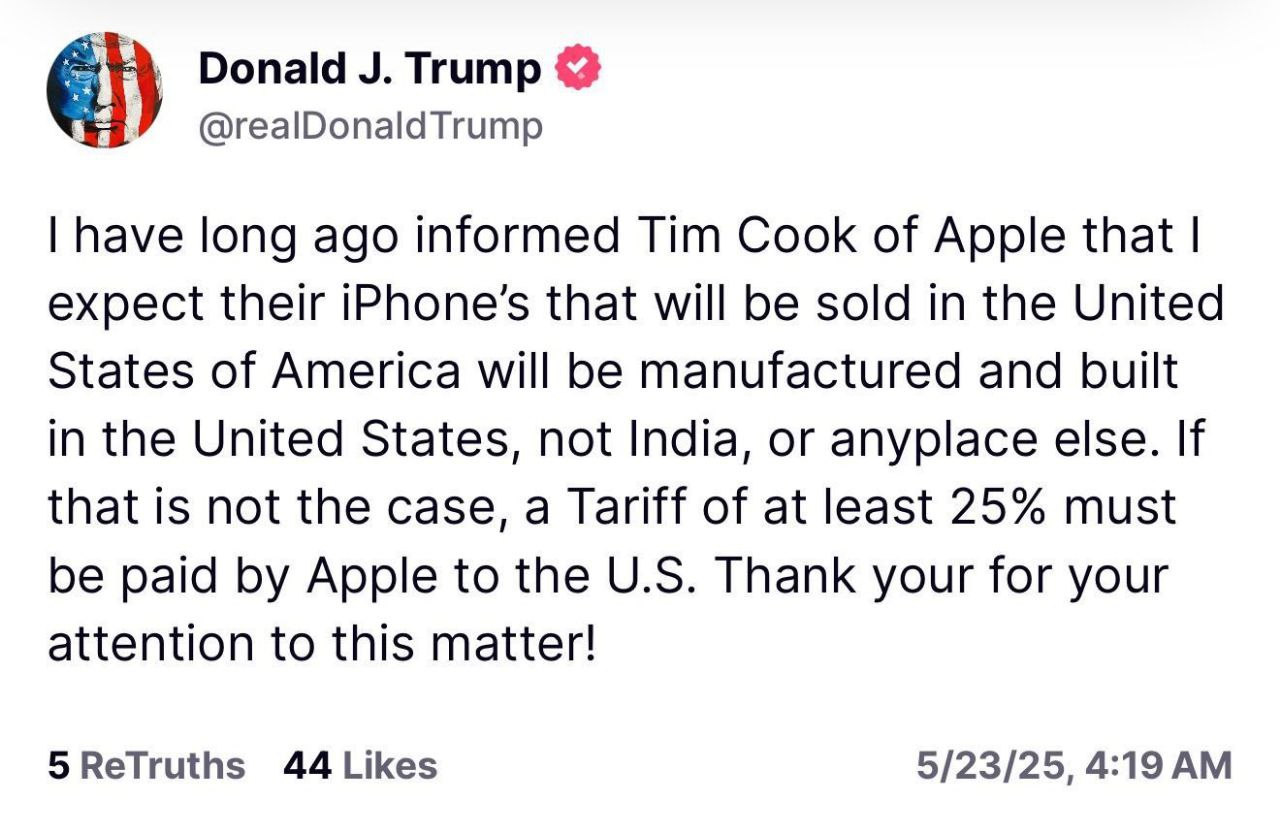 Donald J. Trump
@realDonaldTrump
I have long ago informed Tim Cook of Apple that I
expect their iPhone’s that will be sold in the United
States of America will be manufactured and built
in the United States, not India, or anyplace else. If
that is not the case, a Tariff of at least 25% must
be paid by Apple to the U.S. Thank your for your
attention to this matter!
5 ReTruths 44 Likes 5/23/25, 4:19 AM